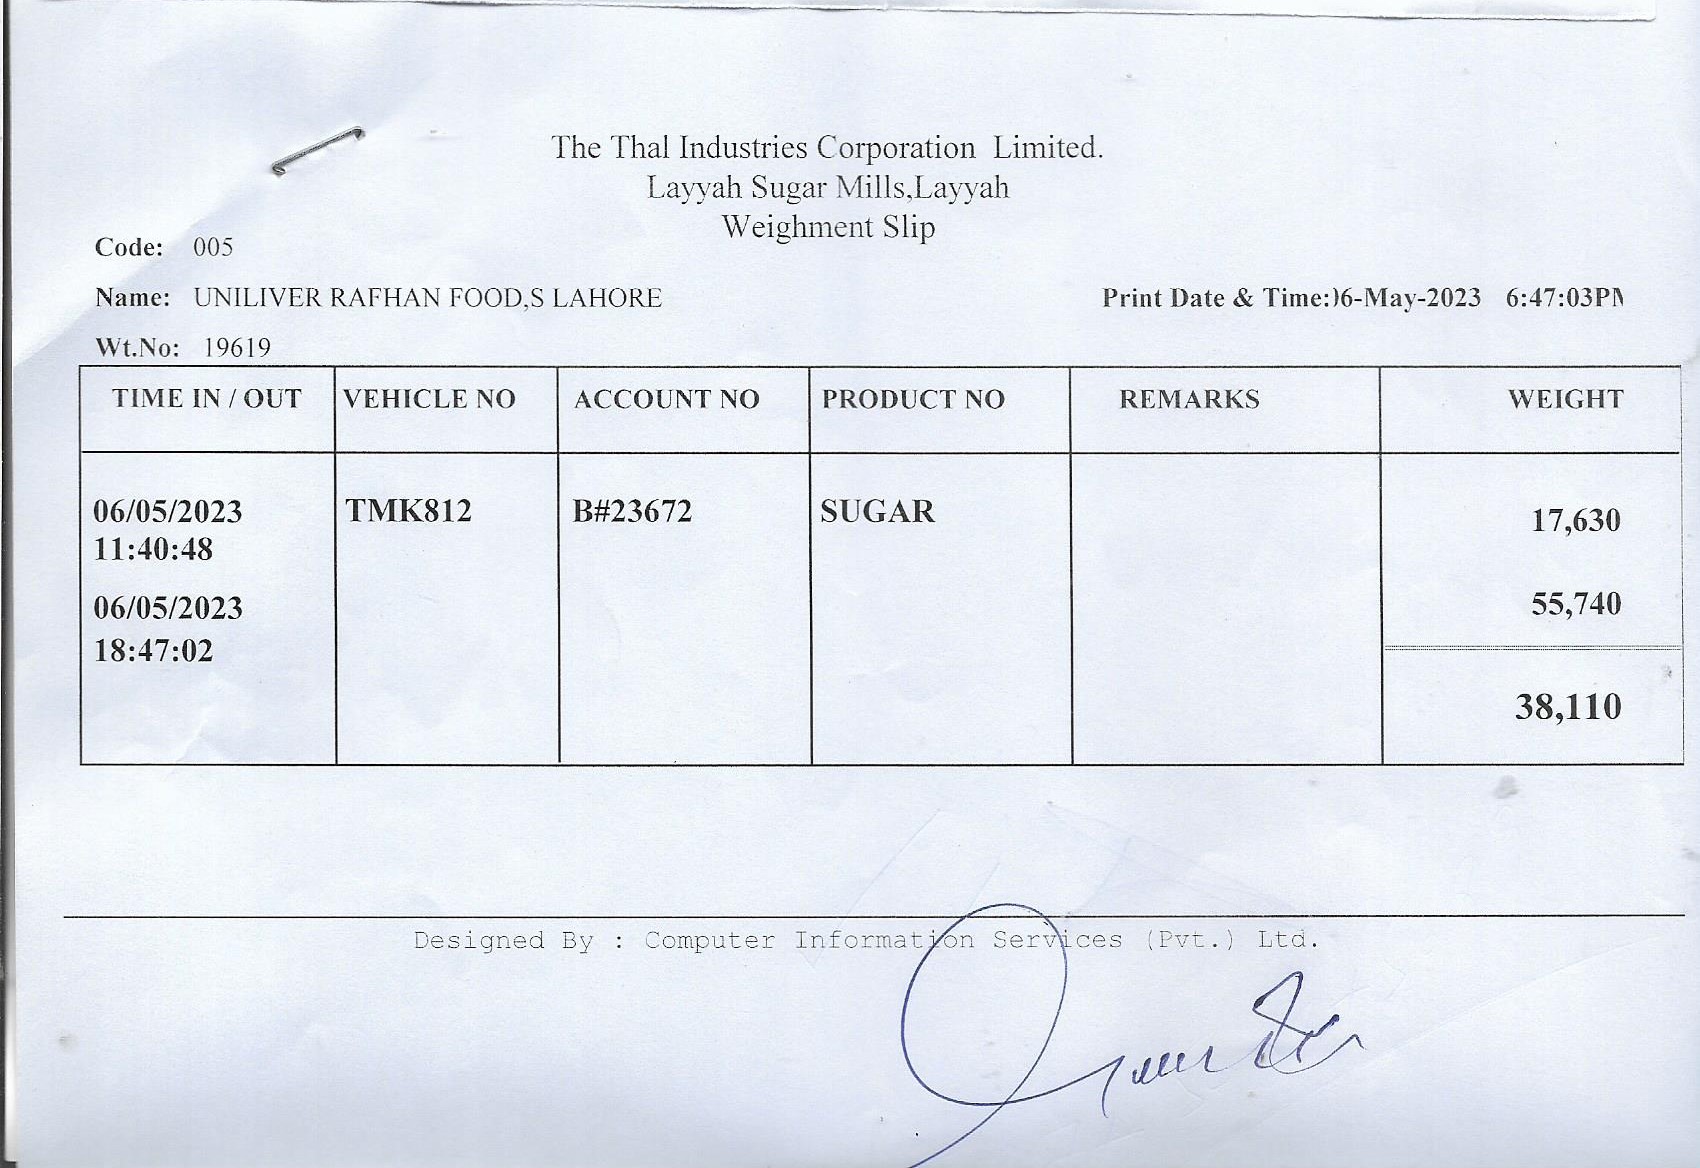 The Thal Industries Corporation Limited.
Layyah Sugar Mills,Layyah
Weighment Slip
Code: 005
Name: UNILIVER RAFHAN FOOD,S LAHORE
Print Date & Time:)6-May-2023 6:47:03PM
Wt.No: 19619
TIME IN / OUT VEHICLE NO ACCOUNT NO PRODUCT NO REMARKS WEIGHT
06/05/2023 TMK812 B#23672 SUGAR 17,630
11:40:48
06/05/2023 55,740
18:47:02
38,110
Designed By : Computer Information Services (Pvt.) Ltd.